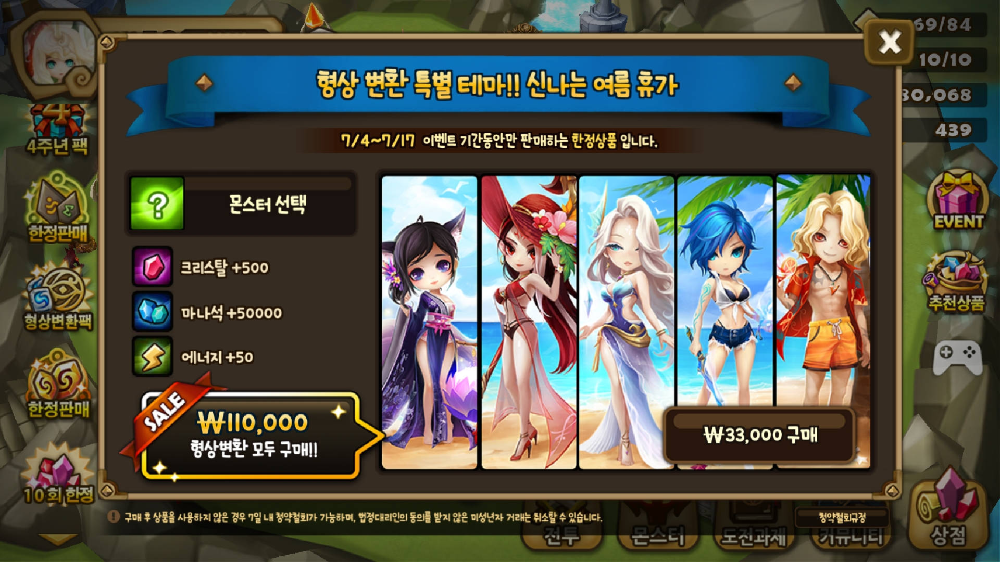 69/84
10/10
30,068
439
형상 변환 특별 테마!! 신나는 여름 휴가
7/4~7/17 이벤트 기간동안만 판매하는 한정상품 입니다.
4주년 팩
한정판매
형상변환팩
한정판매
10회 한정
?
몬스터 선택
크리스탈 +500
마나석 +50000
에너지 +50
SALE
₩110,000
형상변환 모두 구매!!
₩33,000 구매
EVENT
추천상품
구매 후 상품을 사용하지 않은 경우 7일 내 청약철회가 가능하며, 법정대리인의 동의를 받지 않은 미성년자 거래는 취소할 수 있습니다.
청약철회규정
전투
몬스터
도전과제
커뮤니티
상점